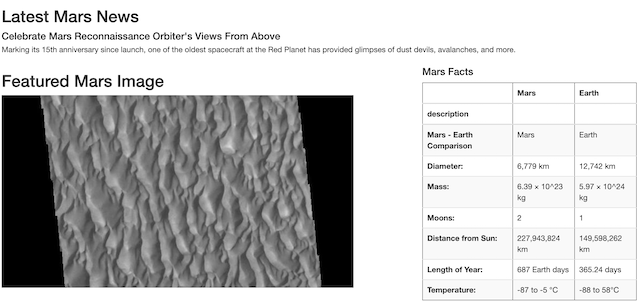 Latest Mars News
Celebrate Mars Reconnaissance Orbiter's Views From Above
Marking its 15th anniversary since launch, one of the oldest spacecraft at the Red Planet has provided glimpses of dust devils, avalanches, and more.
Featured Mars Image
Mars Facts
Mars Earth
description
Mars - Earth Comparison Mars Earth
Diameter: 6,779 km 12,742 km
Mass: 6.39 × 10^23 kg 5.97 × 10^24 kg
Moons: 2 1
Distance from Sun: 227,943,824 km 149,598,262 km
Length of Year: 687 Earth days 365.24 days
Temperature: -87 to -5 °C -88 to 58°C